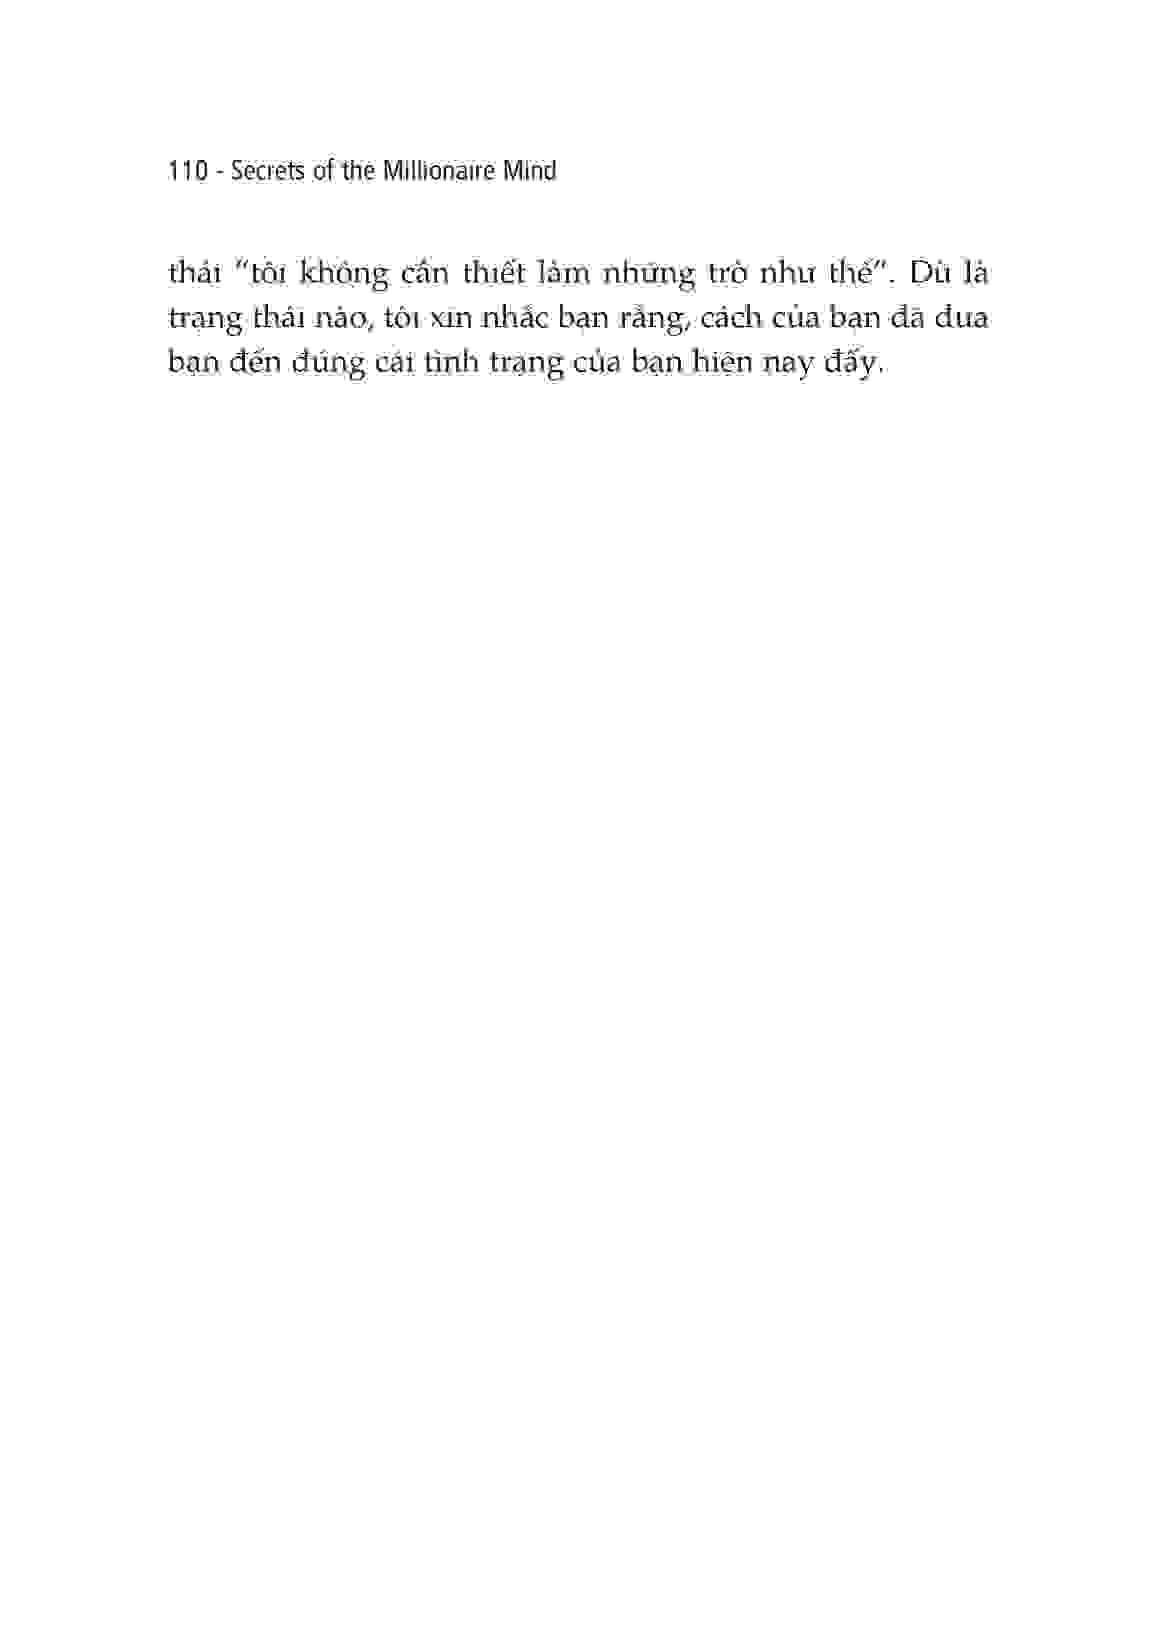 110 - Secrets of the Millionaire Mind
thái “tôi không cần thiết làm những trò như thế”. Dù là
trạng thái nào, tôi xin nhắc bạn rằng, cách của bạn đã đưa
bạn đến đúng cái tình trạng của bạn hiện nay đấy.